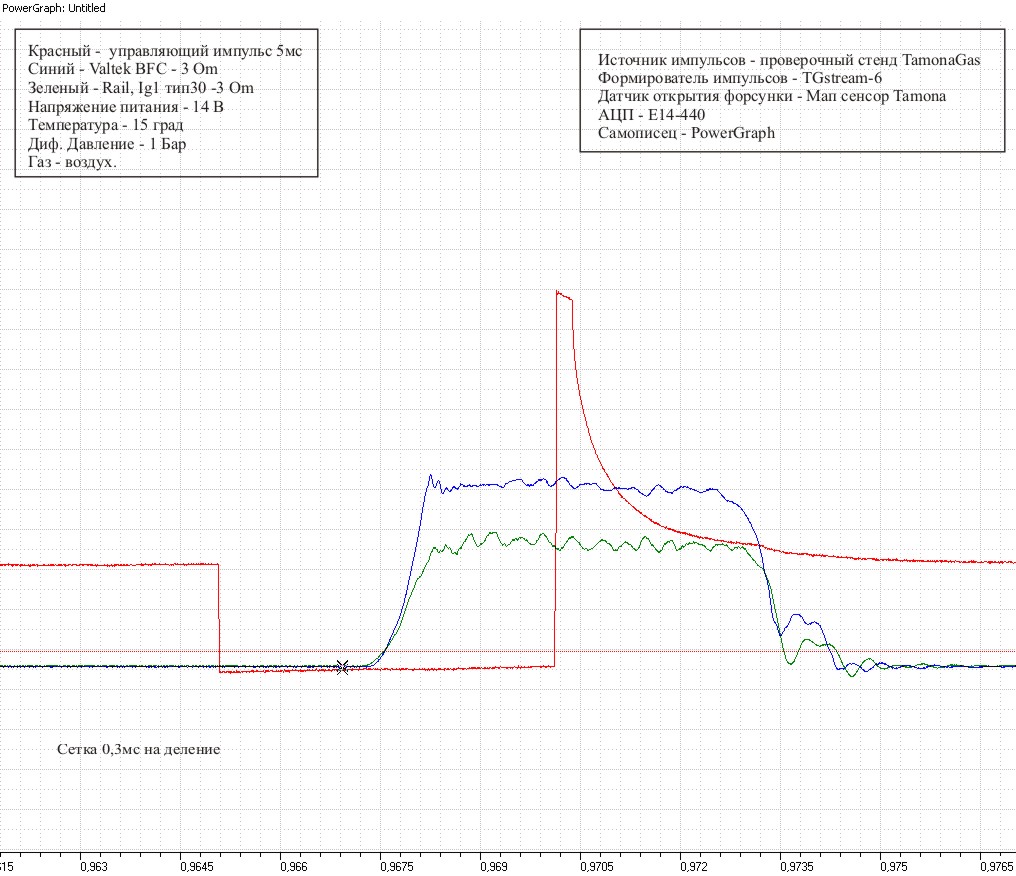 PowerGraph: Untitled
Красный - управляющий импульс 5мс
Синий - Valtek BFC - 3 Om
Зеленый - Rail, Ig1 тип30 -3 Om
Напряжение питания - 14 В
Температура - 15 град
Диф. Давление - 1 Бар
Газ - воздух.
Источник импульсов - проверочный стенд TamonaGas
Формирователь импульсов - TGstream-6
Датчик открытия форсунки - Мап сенсор Tamona
АЦП - E14-440
Самописец - PowerGraph
Сетка 0,3мс на деление
615 0,963 0,9645 0,966 0,9675 0,969 0,9705 0,972 0,9735 0,975 0,9765